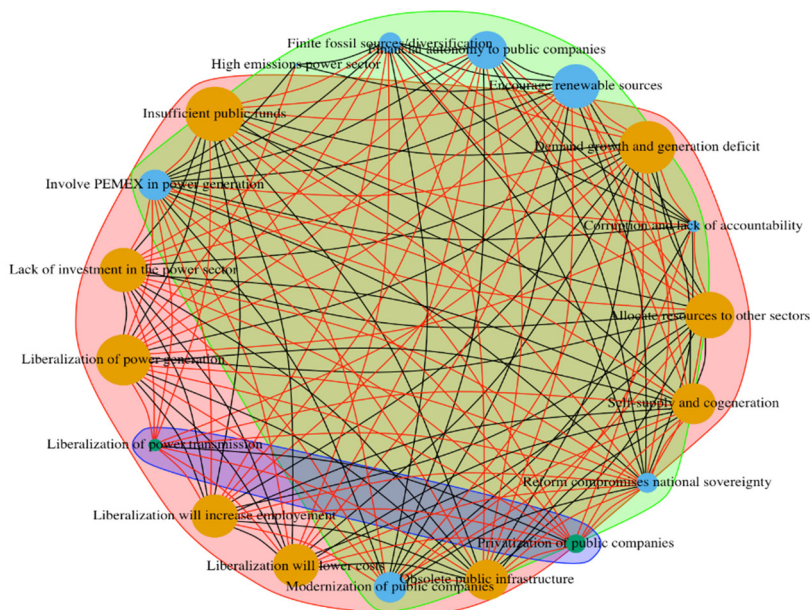 Finite fossil sources/diversification
Financial autonomy to public companies
High emissions power sector
Encourage renewable sources
Insufficient public funds
Demand growth and generation deficit
Involve PEMEX in power generation
Corruption and lack of accountability
Lack of investment in the power sector
Allocate resources to other sectors
Liberalization of power generation
Self-supply and cogeneration
Liberalization of power transmission
Reform compromises national sovereignty
Liberalization will increase employement
Privatization of public companies
Liberalization will lower costs
Obsolete public infrastructure
Modernization of public companies